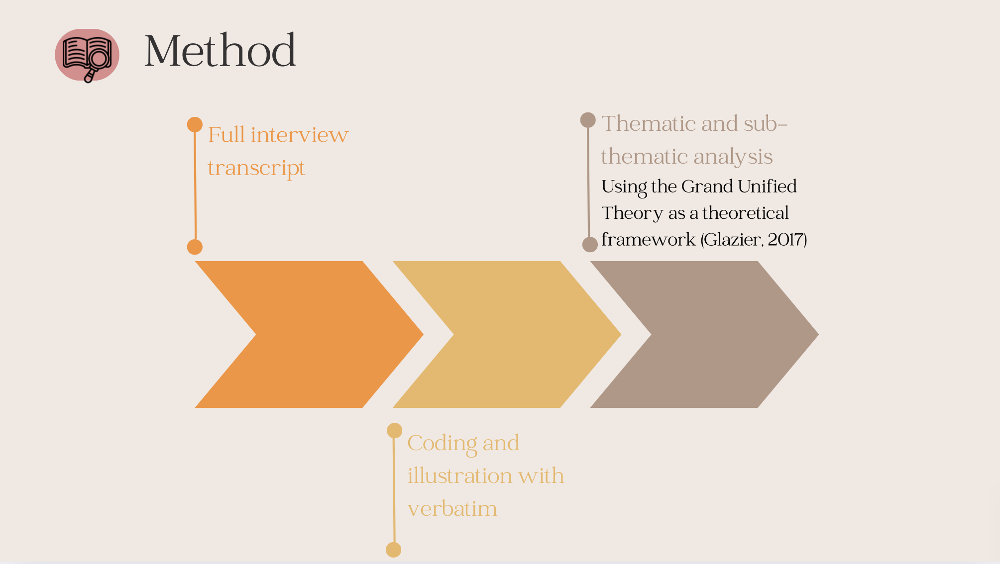 Method
Full interview
transcript
Thematic and sub-
thematic analysis
Using the Grand Unified
Theory as a theoretical
framework (Glazier, 2017)
Coding and
illustration with
verbatim